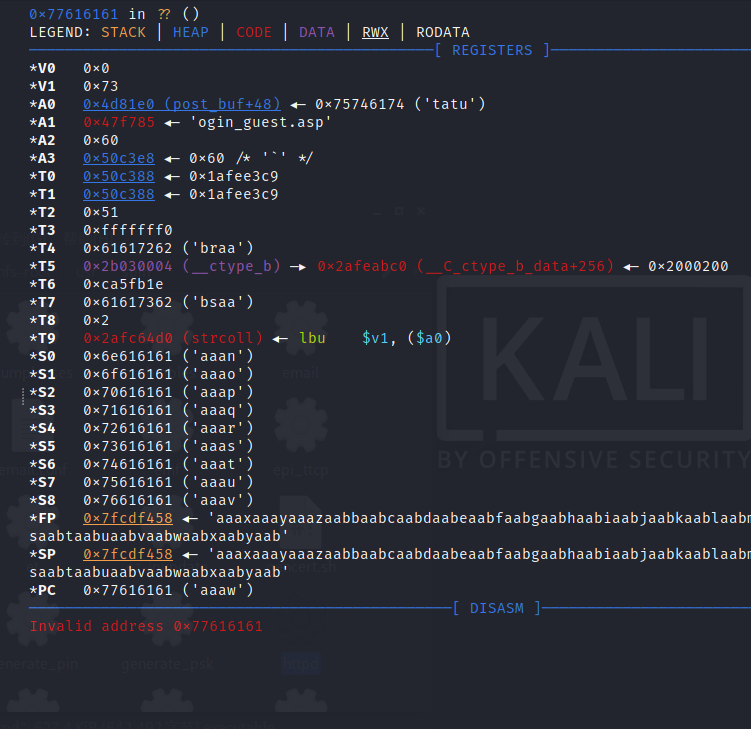 0×77616161 in ?? ()
LEGEND: STACK | HEAP | CODE | DATA | RWX | RODATA
[ REGISTERS ]
*V0 0×0
*V1 0×73
*A0 0×4d81e0 (post_buf+48) ◂— 0×75746174 ('tatu')
*A1 0×47f785 ◂— 'ogin_guest.asp'
*A2 0×60
*A3 0×50c3e8 ◂— 0×60 /* '`' */
*T0 0×50c388 ◂— 0×1afee3c9
*T1 0×50c388 ◂— 0×1afee3c9
*T2 0×51
*T3 0×fffffff0
*T4 0×61617262 ('braa')
*T5 0×2b030004 (__ctype_b) —▸ 0×2afeabc0 (__C_ctype_b_data+256) ◂— 0×2000200
*T6 0×ca5fb1e
*T7 0×61617362 ('bsaa')
*T8 0×2
*T9 0×2afc64d0 (strcoll) ◂— lbu $v1, ($a0)
*S0 0×6e616161 ('aaan')
*S1 0×6f616161 ('aaao')
*S2 0×70616161 ('aaap')
*S3 0×71616161 ('aaaq')
*S4 0×72616161 ('aaar')
*S5 0×73616161 ('aaas')
*S6 0×74616161 ('aaat')
*S7 0×75616161 ('aaau')
*S8 0×76616161 ('aaav')
*FP 0×7fcdf458 ◂— 'aaaxaaayaaazaabbaabcaabdaabeaabfaabgaabhaabiaabjaabkaablaabm
saabtaabuaabvaabwaabxaabyaab'
*SP 0×7fcdf458 ◂— 'aaaxaaayaaazaabbaabcaabdaabeaabfaabgaabhaabiaabjaabkaablaabm
saabtaabuaabvaabwaabxaabyaab'
*PC 0×77616161 ('aaaw')
[ DISASM ]
Invalid address 0×77616161
KALI
BY OFFENSIVE SECURITY
email
epi_ttcp
generate_psk
httpd